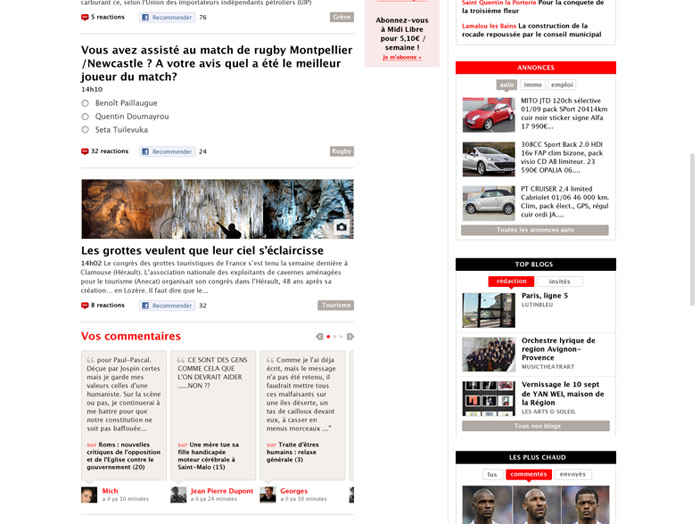 carburant ce, selon l'Union des importateurs indépendants pétroliers (UIP)
5 reactions
Recommender 76
Grève
Vous avez assisté au match de rugby Montpellier
/Newcastle ? A votre avis quel a été le meilleur
joueur du match?
14h10
Benoît Paillaugue
Quentin Doumayrou
Seta Tuilevuka
32 reactions
Recommender 24
Rugby
Les grottes veulent que leur ciel s'éclaircisse
14h02 Le congrès des grottes touristiques de France s'est tenu la semaine dernière à
Clamouse (Hérault). L'association nationale des exploitants de cavernes aménagées
pour le tourisme (Anecat) organisait son congrès dans l'Hérault, 48 ans après sa
création... en Lozère. Il faut dire que le...
8 reactions
Recommender 32
Tourisme
Vos commentaires
pour Paul-Pascal.
Déçue par Jospin certes
mais je garde mes
valeurs celles d'une
humaniste. Sur la scène
ou pas, je continuerai à
me battre pour que
notre constitution ne
soit pas baffouée...
sur Roms : nouvelles
critiques de l'opposition
et de l'Eglise contre le
gouvernement (20)
Mich
a il ya 10 minutes
CE SONT DES GENS
COMME CELA QUE
L'ON DEVRAIT AIDER
.....NON ??
sur Une mère tue sa
fille handicapée
moteur cérébrale à
Saint-Malo (15)
Jean Pierre Dupont
a il ya 24 minutes
Comme je l'ai déja
écrit, mais le message
n'a pas été retenu, il
faudrait mettre tous
ces malfaisants sur
une iles déserte, un
tas de cailloux devant
eux, à casser en
menus morceaux ..."
sur Traite d'êtres
humains : relaxe
générale (3)
Georges
a il ya 30 minutes
Abonnez-vous
à Midi Libre
pour 5,10€ /
semaine !
Je m'abonne »
Saint Quentin la Poterie Pour la conquête de
la troisième fleur
Lamalou les Bains La construction de la
rocade repoussée par le conseil municipal
ANNONCES
auto immo emploi
MITO JTD 120ch sélective
01/09 pack SPort 20414km
cuir noir sticker signe Alfa
17 990€...
308CC Sport Back 2.0 HDI
16v FAP clim bizone, pack
visio CD AB limiteur. 23
590€ OPALIA 06....
PT CRUISER 2.4 limited
Cabriolet 01/06 46 000 km.
Clim, pack élect., GPS, régul
cuir ordi JA....
Toutes les annonces auto
TOP BLOGS
rédaction invités
Paris, ligne 5
LUTINBLEU
Orchestre lyrique de
region Avignon-
Provence
MUSICTHEATRART
Vernissage le 10 sept
de YAN WEI, maison de
la Région
LES ARTS O SOLEIL
Tous nos blogs
LES PLUS CHAUD
lus commentés envoyés